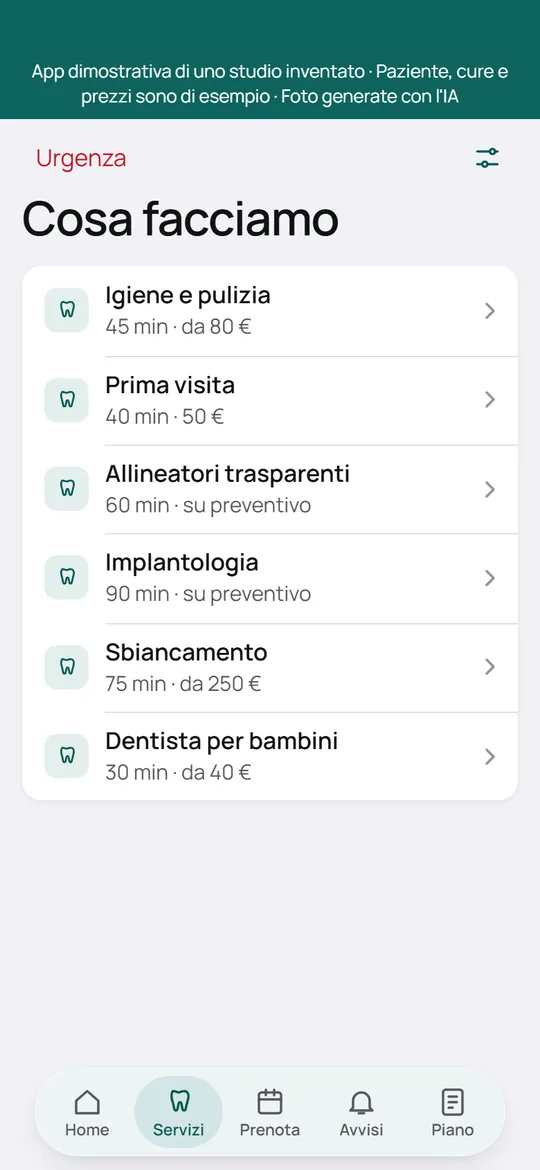 App dimostrativa di uno studio inventato · Paziente, cure e
prezzi sono di esempio · Foto generate con l'IA
Urgenza
Cosa facciamo
Igiene e pulizia
45 min · da 80 €
Prima visita
40 min · 50 €
Allineatori trasparenti
60 min · su preventivo
Implantologia
90 min · su preventivo
Sbiancamento
75 min · da 250 €
Dentista per bambini
30 min · da 40 €
Home
Servizi
Prenota
Avvisi
Piano